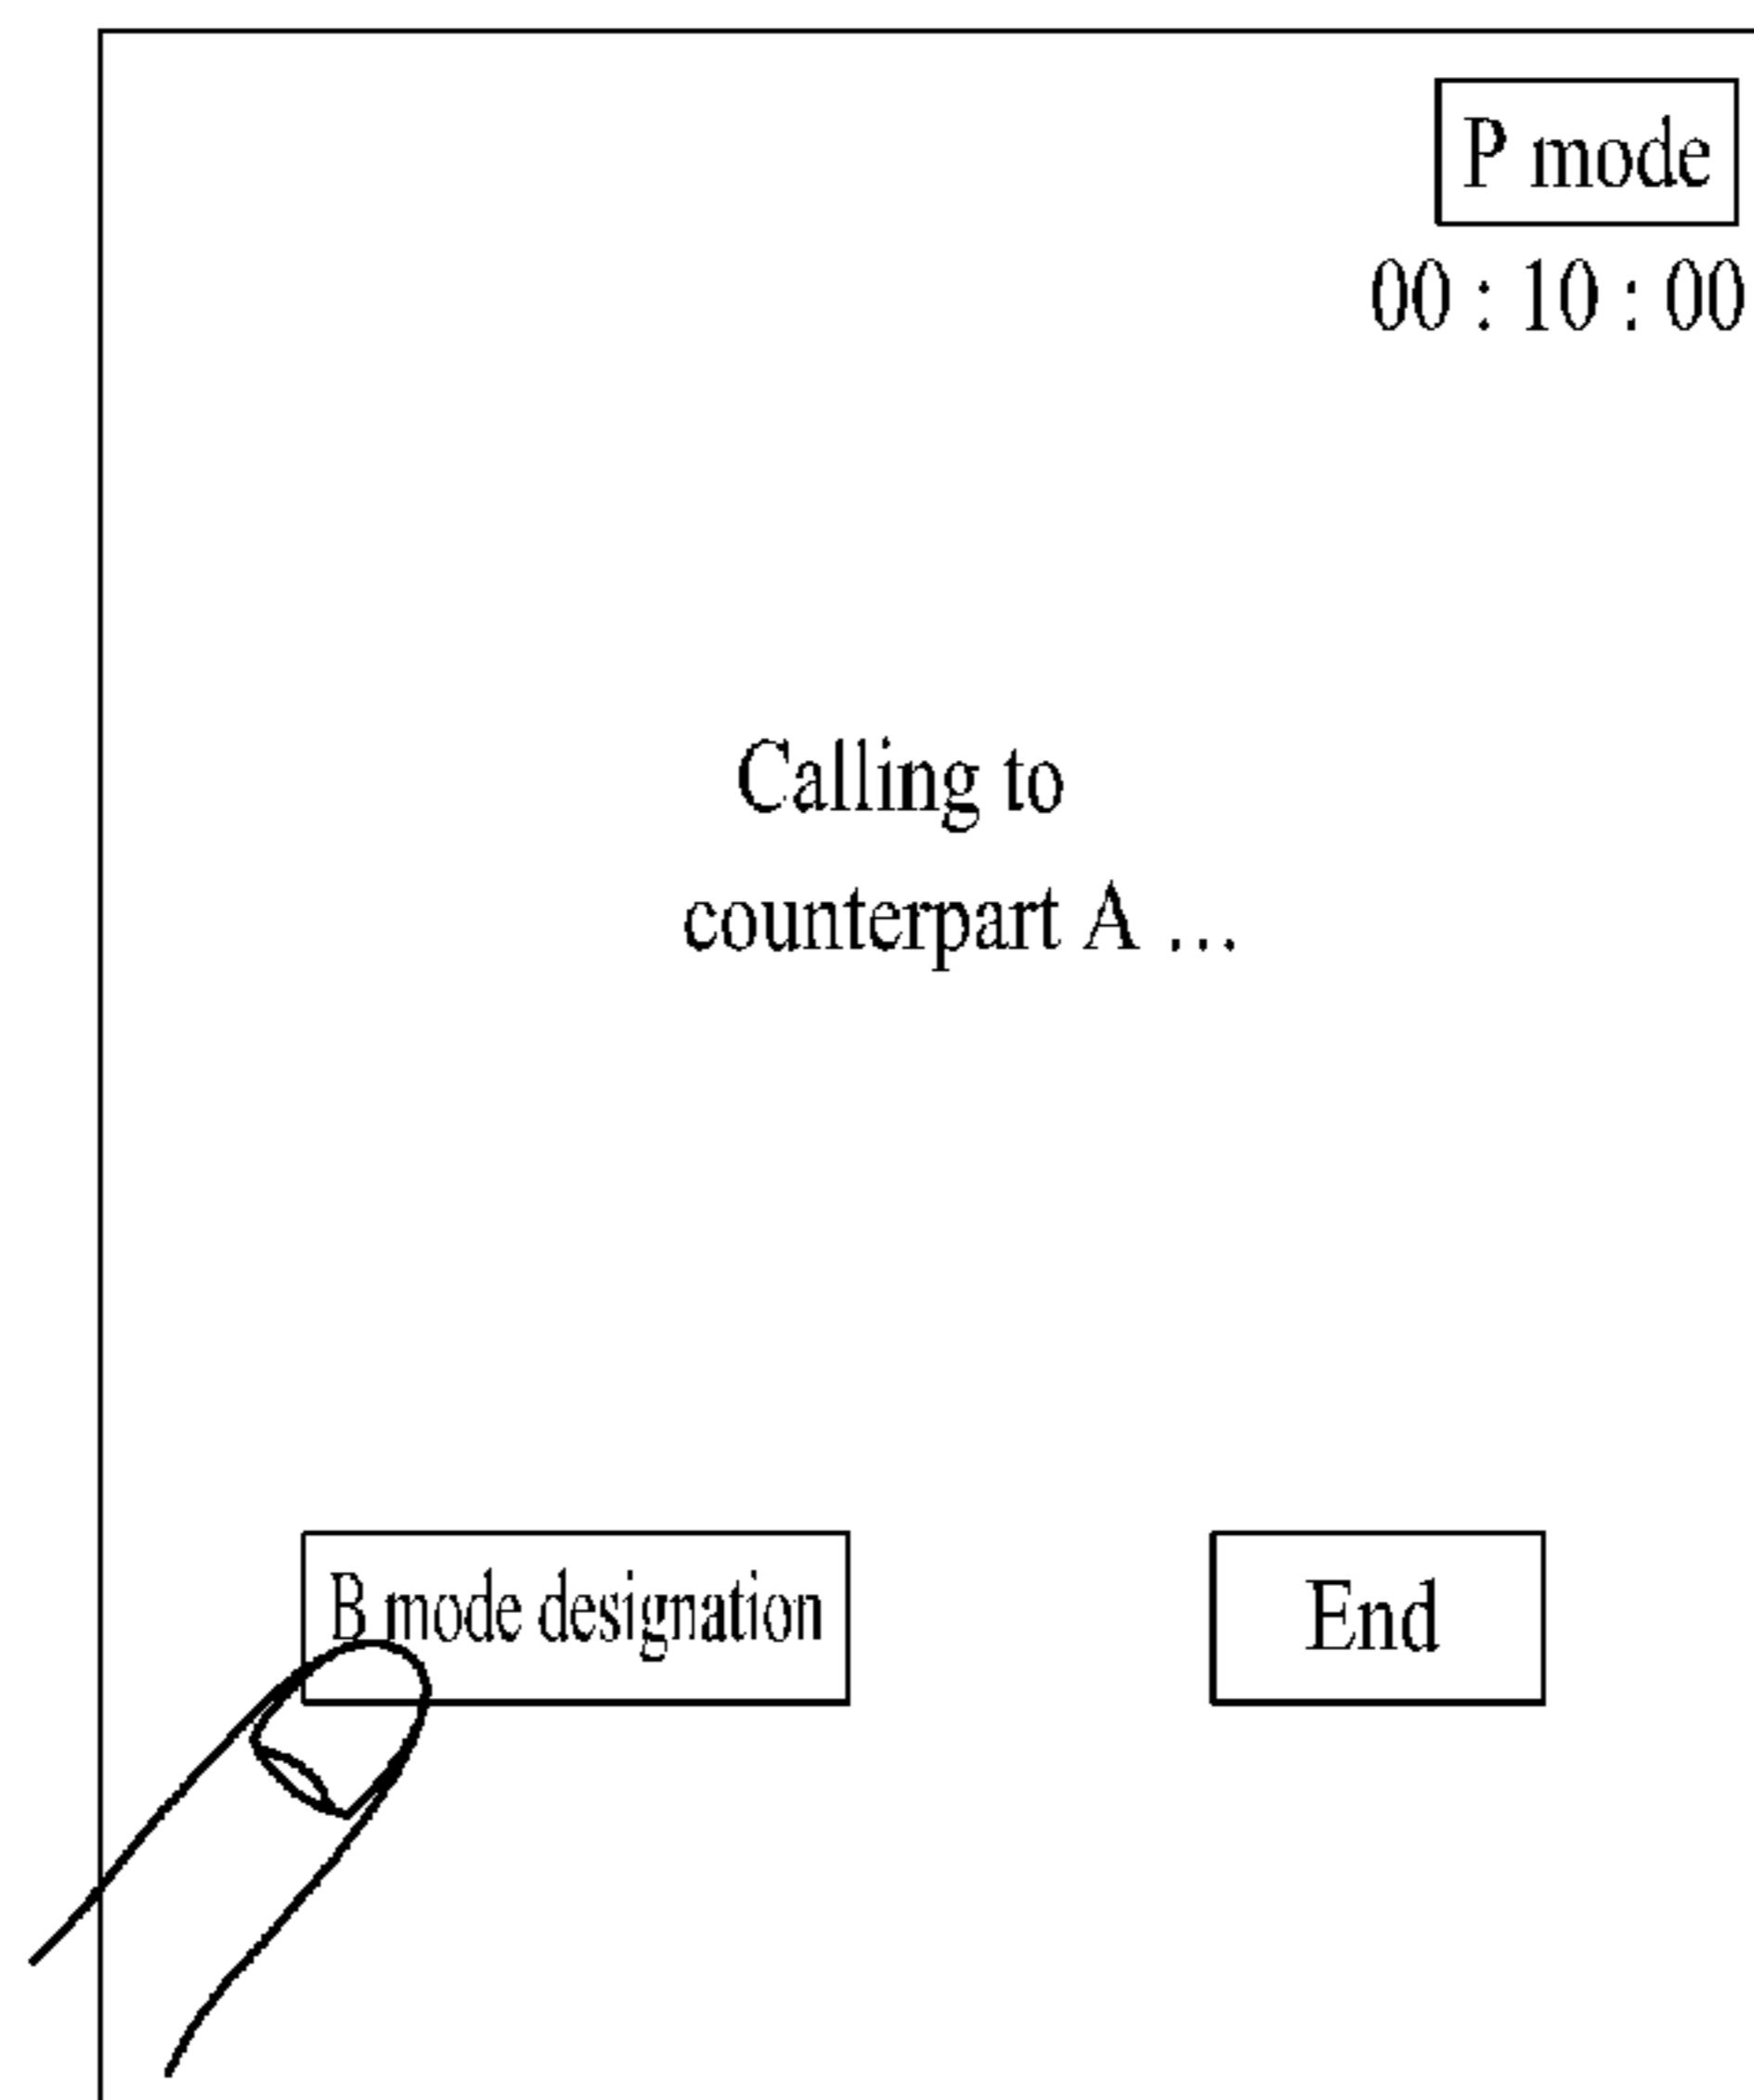 P mode
00 : 10 : 00
Calling to
counterpart A ...
B mode designation
End